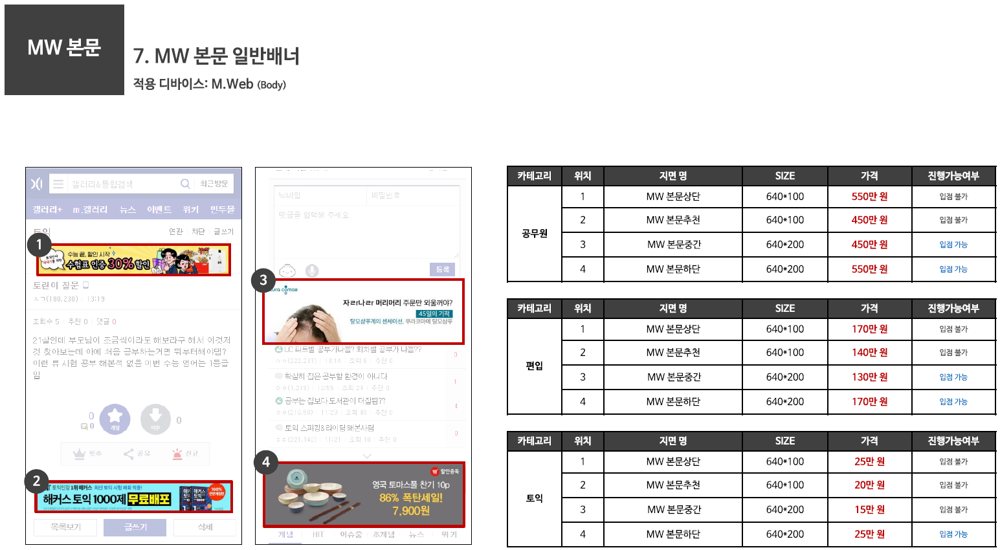 MW 본문
7. MW 본문 일반배너
적용 디바이스: M.Web (Body)
갤러리&통합검색
최근방문
갤러리+ m.갤러리 뉴스 이벤트 위키 만두몰
토익
연관 차단 글쓰기
1
수능 끝, 할인 시작
수험표 인증 30% 할인
토린이 질문
ㅅㄱ(180.230) 13:19
조회수 5 추천 0 댓글 0
21살인데 부모님이 조금씩이라도 해보라구 해서 이것저
것 찾아보는데 아예 처음 공부하는거면 뭐부터해야댐?
이런 류 시험 공부 해본적 없음 이번 수능 영어는 1등급
임
0
0
개념
비추
0
힛추 공유 신고
2
토익인강 1위 해커스 최신 토익 시험 매회 적중!
해커스 토익 1000제 무료배포
100%
목록보기 글쓰기 삭제
닉네임 비밀번호
댓글을 입력해 주세요
등록
3
cura comae
자ㄹr나ㄹr 머리머리 주문만 외울꺼야?
45일의 기적
탈모샴푸계의 센세이션, 쿠라코마에 탈모샴푸
LC 파트별 공부가나음? 회차별 공부가 나음??
ㅇㅇ(222.237) 13:14 조회 8 추천 0
0
확실히 집은 공부할 환경이 아니다
ㅇㅇ(1.219) 12:55 조회 24 추천 0
1
공부는 집보다 도서관이 더잘됨??
ㅇㅇ(218.50) 11:23 조회 49 추천 0
4
토익 스피킹&라이팅 해본사람
ㄷㄷ(221.140) 11:21 조회 18 추천 0
0
4
할인중독
영국 토마스풀 찬기 10p
86% 폭탄세일!
7,900원
개념 HIT 이슈줌 초개념 뉴스 위키
카테고리 위치 지면 명 SIZE 가격 진행가능여부
공무원
1 MW 본문상단 640*100 550만 원 입점 불가
2 MW 본문추천 640*100 450만 원 입점 불가
3 MW 본문중간 640*200 450만 원 입점 가능
4 MW 본문하단 640*200 550만 원 입점 가능
카테고리 위치 지면 명 SIZE 가격 진행가능여부
편입
1 MW 본문상단 640*100 170만 원 입점 불가
2 MW 본문추천 640*100 140만 원 입점 불가
3 MW 본문중간 640*200 130만 원 입점 가능
4 MW 본문하단 640*200 170만 원 입점 가능
카테고리 위치 지면 명 SIZE 가격 진행가능여부
토익
1 MW 본문상단 640*100 25만 원 입점 불가
2 MW 본문추천 640*100 20만 원 입점 불가
3 MW 본문중간 640*200 15만 원 입점 불가
4 MW 본문하단 640*200 25만 원 입점 가능